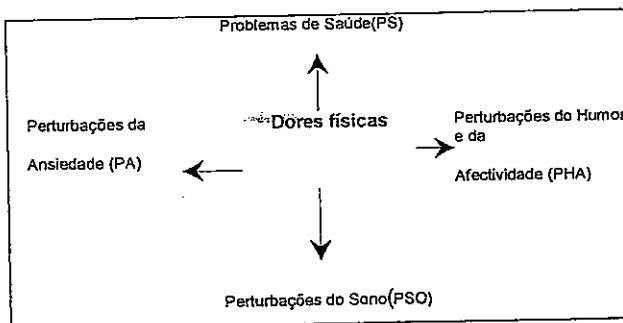 Problemas de Saúde(PS)
Perturbações da
Ansiedade (PA)
Dores físicas
Perturbações do Humor
e da
Afectividade (PHA)
Perturbações do Sono(PSO)